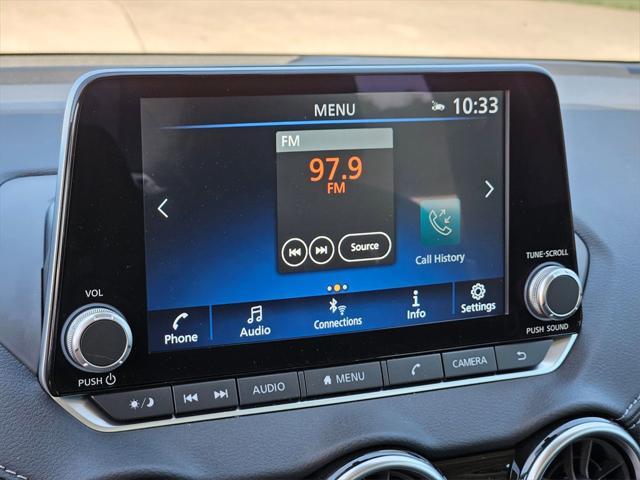 MENU 10:33
FM
97.9
FM
Source
Call History
Phone Audio Connections Info Settings
VOL
PUSH
TUNE•SCROLL
PUSH SOUND
AUDIO MENU CAMERA